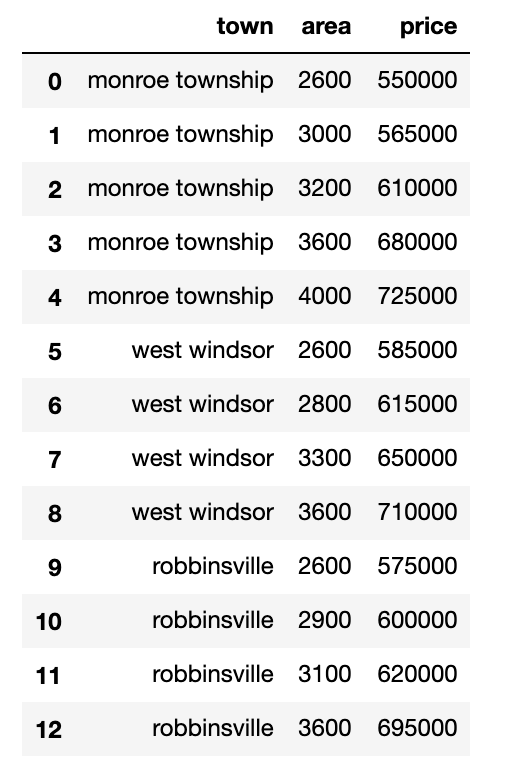 town area price
0 monroe township 2600 550000
1 monroe township 3000 565000
2 monroe township 3200 610000
3 monroe township 3600 680000
4 monroe township 4000 725000
5 west windsor 2600 585000
6 west windsor 2800 615000
7 west windsor 3300 650000
8 west windsor 3600 710000
9 robbinsville 2600 575000
10 robbinsville 2900 600000
11 robbinsville 3100 620000
12 robbinsville 3600 695000